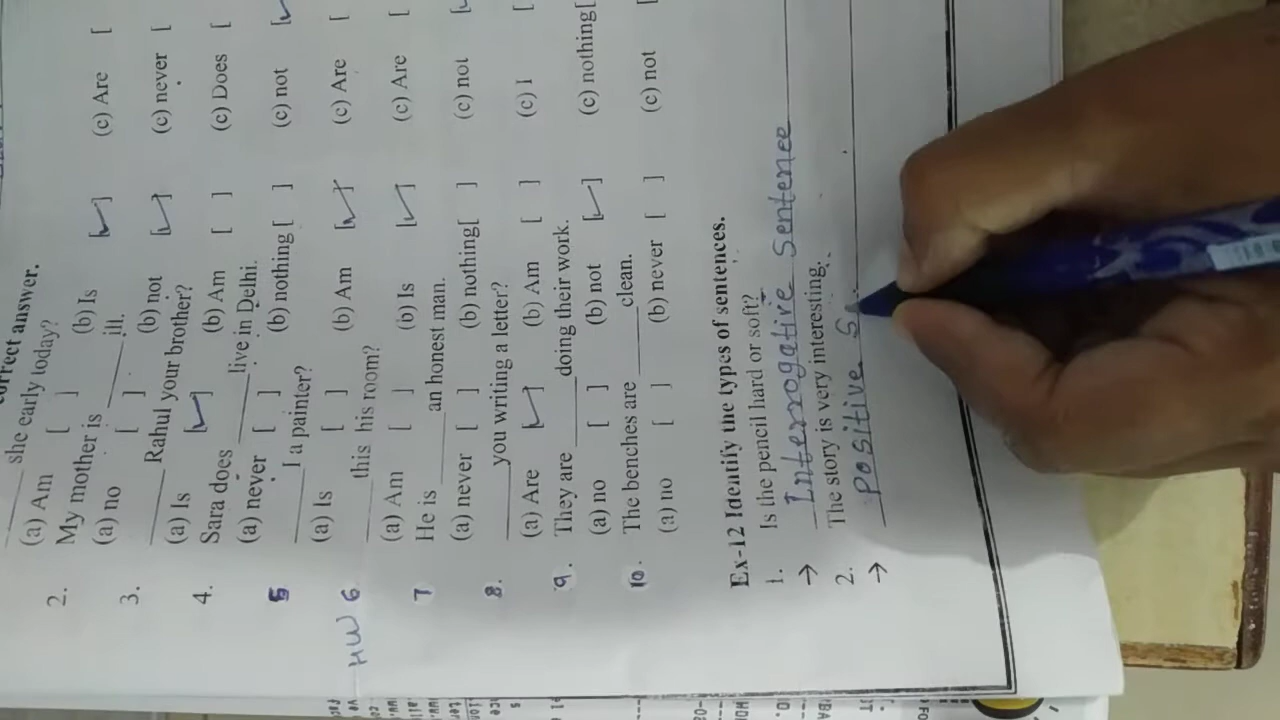 correct answer.
____ she early today?
(a) Am [ ] (b) Is [✓] (c) Are [
2. My mother is ____ ill.
(a) no [ ] (b) not [✓] (c) never [
3. ____ Rahul your brother?
(a) Is [✓] (b) Am [ ] (c) Does [
4. Sara does ____ live in Delhi.
(a) never [ ] (b) nothing [ ] (c) not [✓
5 ____ I a painter?
(a) Is [ ] (b) Am [✓] (c) Are [
HW 6 ____ this his room?
(a) Am [ ] (b) Is [✓] (c) Are [
7 He is ____ an honest man.
(a) never [ ] (b) nothing [ ] (c) not [✓
8. ____ you writing a letter?
(a) Are [✓] (b) Am [ ] (c) I [
9. They are ____ doing their work.
(a) no [ ] (b) not [✓] (c) nothing [
10. The benches are ____ clean.
(a) no [ ] (b) never [ ] (c) not [
Ex-12 Identify the types of sentences.
1. Is the pencil hard or soft?
→ Interrogative Sentence
2. The story is very interesting.
→ Positive S